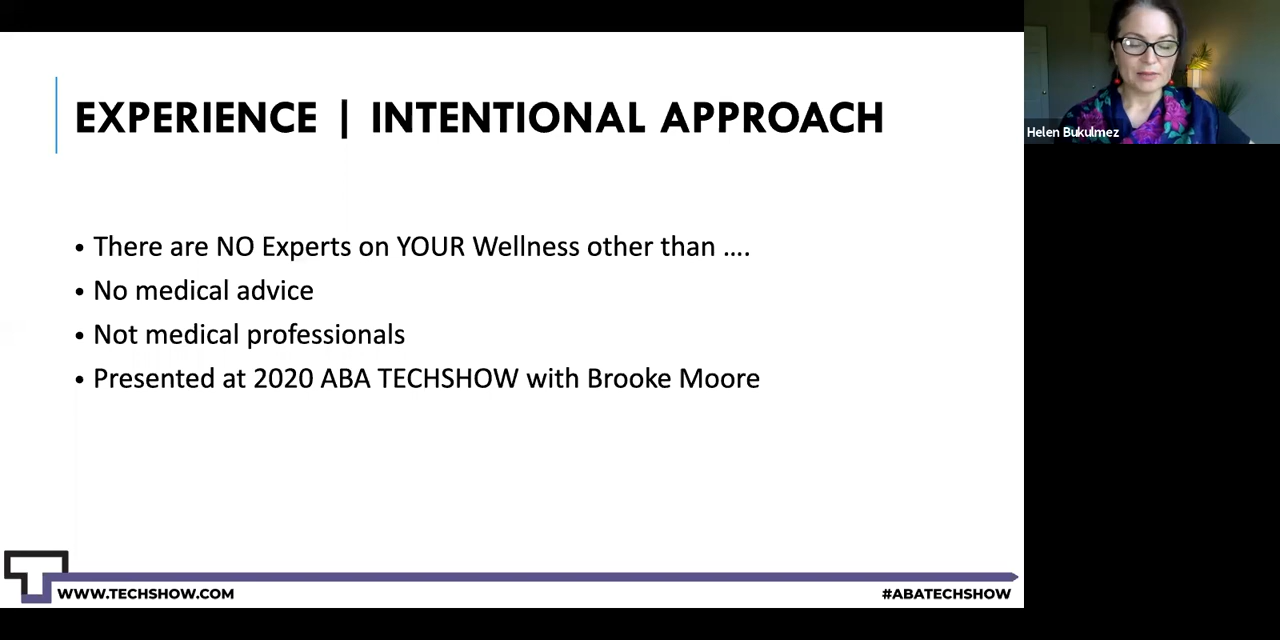 EXPERIENCE | INTENTIONAL APPROACH
• There are NO Experts on YOUR Wellness other than ....
• No medical advice
• Not medical professionals
• Presented at 2020 ABA TECHSHOW with Brooke Moore
WWW.TECHSHOW.COM
#ABATECHSHOW
Helen Bukulmez